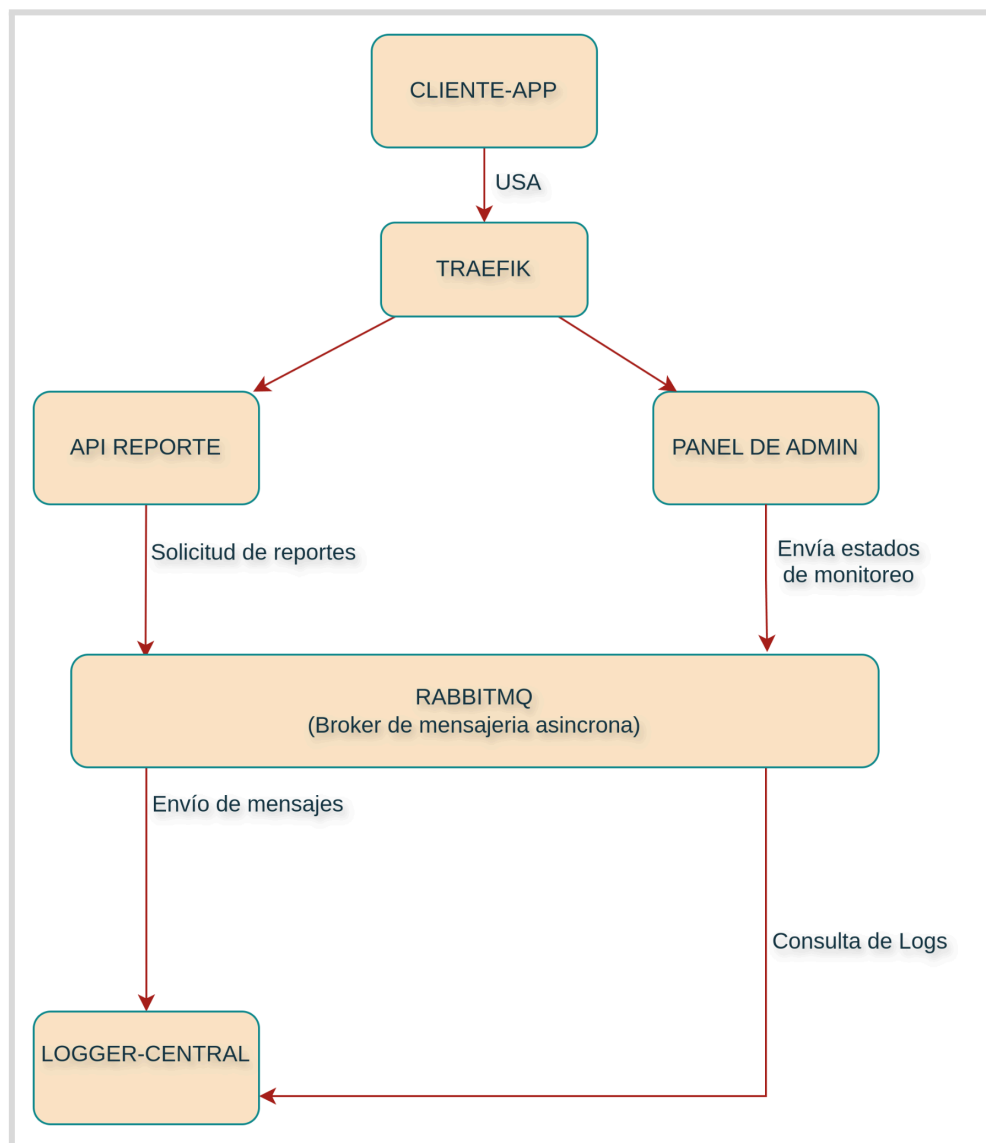 CLIENTE-APP
USA
TRAEFIK
API REPORTE
PANEL DE ADMIN
Solicitud de reportes
Envía estados
de monitoreo
RABBITMQ
(Broker de mensajeria asincrona)
Envío de mensajes
Consulta de Logs
LOGGER-CENTRAL